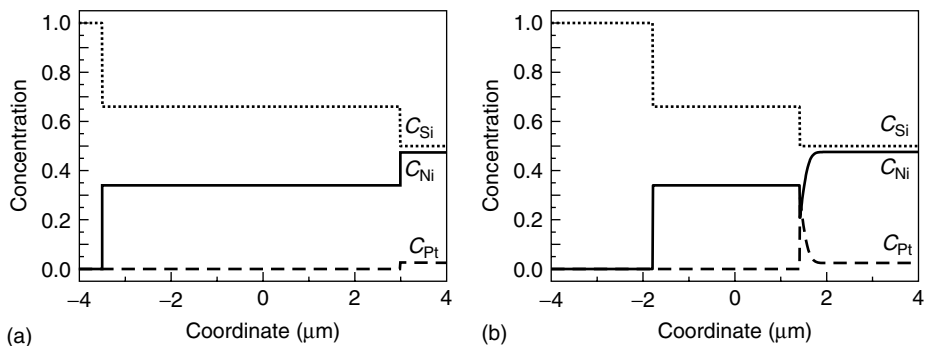 1.0
0.8
0.6
0.4
0.2
0.0
Concentration
C_Si
C_Ni
C_Pt
−4 −2 0 2 4
Coordinate (μm)
(a)
1.0
0.8
0.6
0.4
0.2
0.0
Concentration
C_Si
C_Ni
C_Pt
−4 −2 0 2 4
Coordinate (μm)
(b)